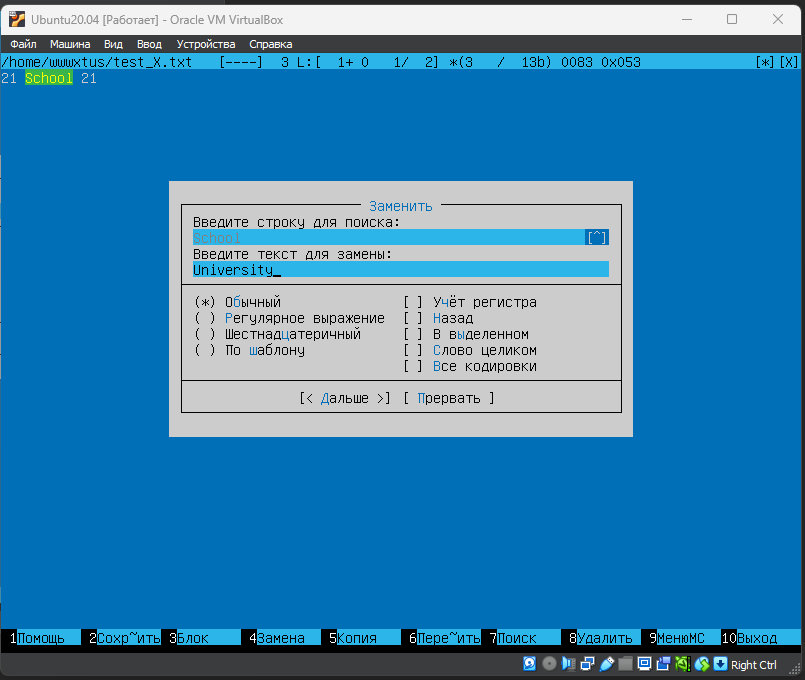 Ubuntu20.04 [Работает] - Oracle VM VirtualBox
Файл Машина Вид Ввод Устройства Справка
/home/wwwxtus/test_X.txt [----] 3 L:[ 1+ 0 1/ 2] *(3 / 13b) 0083 0x053 [*][X]
21 School 21
Заменить
Введите строку для поиска:
School [^]
Введите текст для замены:
University_
(*) Обычный [ ] Учёт регистра
( ) Регулярное выражение [ ] Назад
( ) Шестнадцатеричный [ ] В выделенном
( ) По шаблону [ ] Слово целиком
[ ] Все кодировки
[< Дальше >] [ Прервать ]
1Помощь 2Сохр~ить 3Блок 4Замена 5Копия 6Пере~ить 7Поиск 8Удалить 9МенюMC 10Выход
Right Ctrl